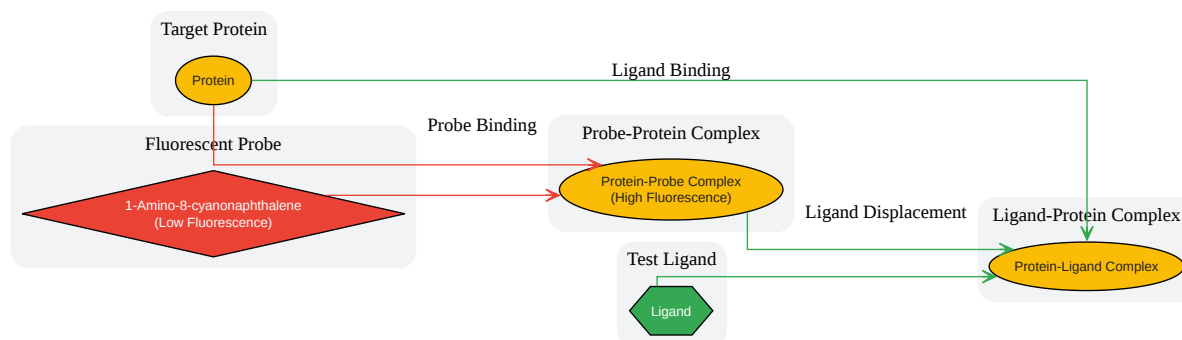 Target Protein
Protein
Ligand Binding
Fluorescent Probe
1-Amino-8-cyanonaphthalene
(Low Fluorescence)
Probe Binding
Probe-Protein Complex
Protein-Probe Complex
(High Fluorescence)
Ligand Displacement
Ligand-Protein Complex
Protein-Ligand Complex
Test Ligand
Ligand